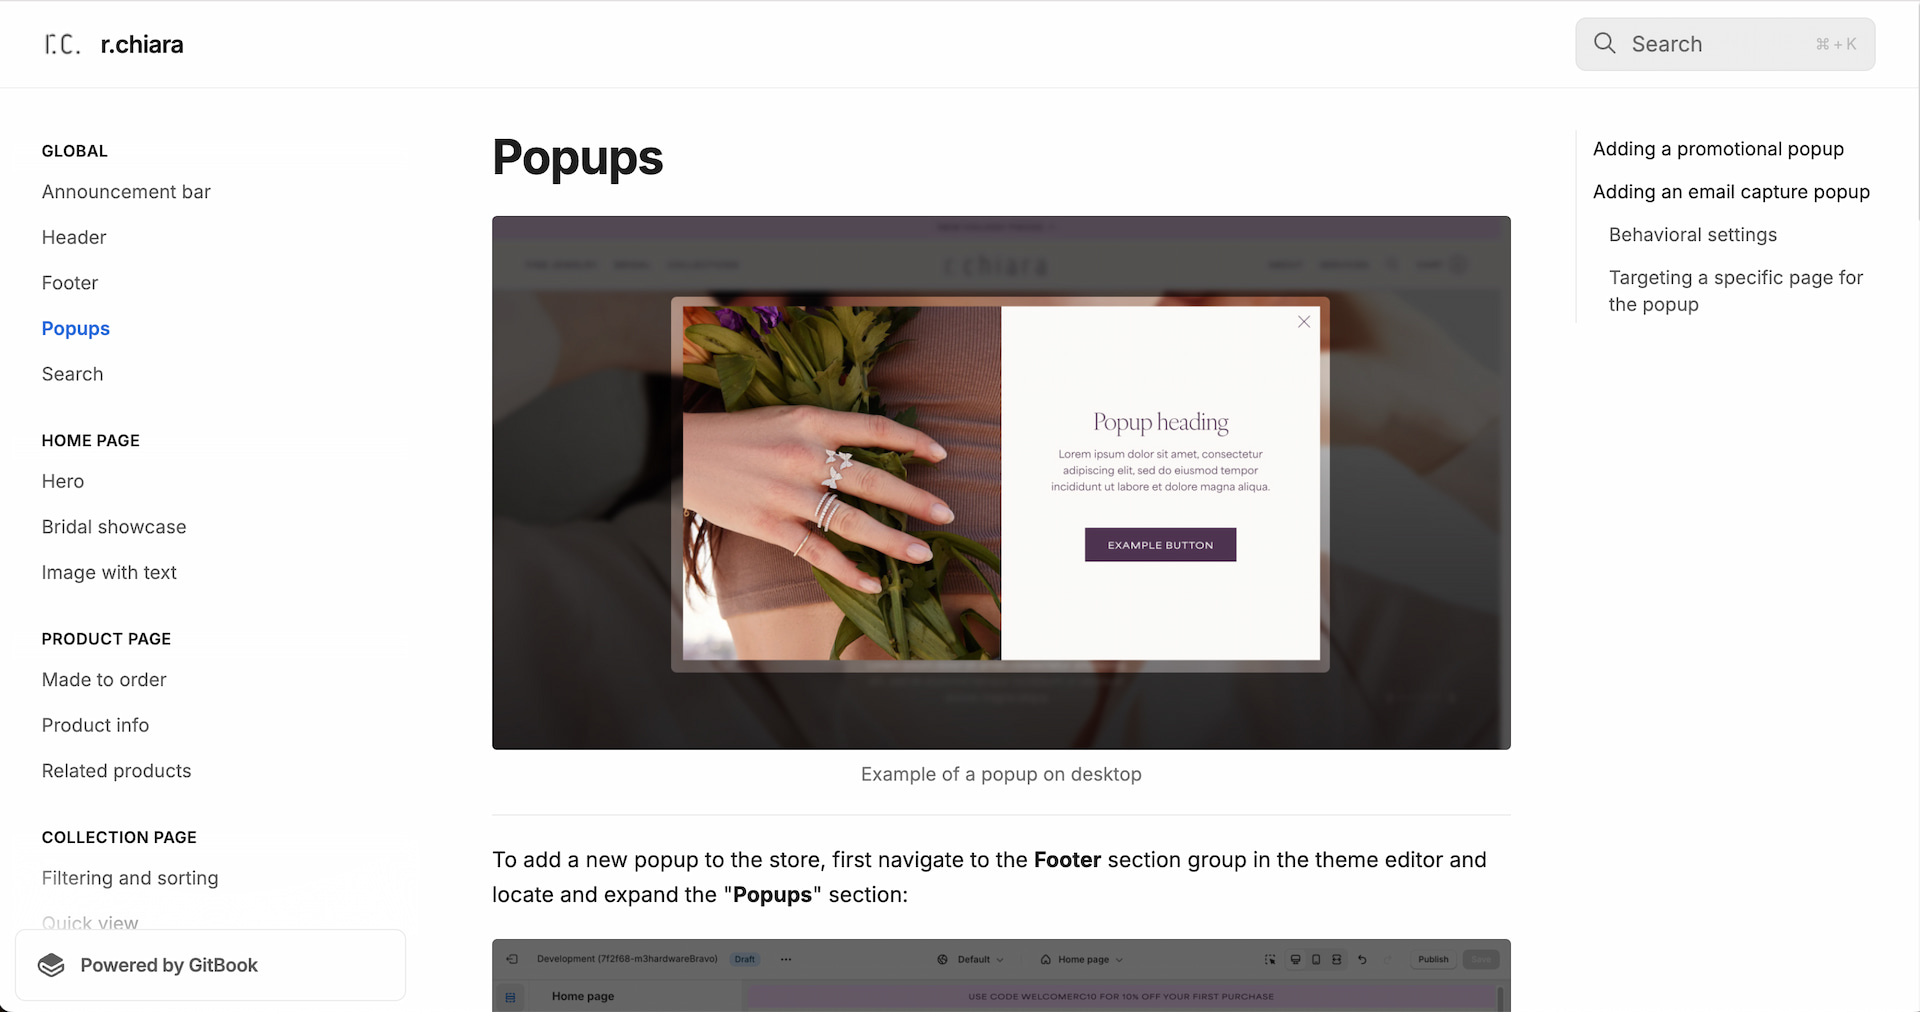 r.c. r.chiara
Search ⌘ + K
GLOBAL
Announcement bar
Header
Footer
Popups
Search
HOME PAGE
Hero
Bridal showcase
Image with text
PRODUCT PAGE
Made to order
Product info
Related products
COLLECTION PAGE
Filtering and sorting
Quick view
Powered by GitBook
Popups
r.chiara
Popup heading
Lorem ipsum dolor sit amet, consectetur
adipiscing elit, sed do eiusmod tempor
incididunt ut labore et dolore magna aliqua.
EXAMPLE BUTTON
Example of a popup on desktop
To add a new popup to the store, first navigate to the Footer section group in the theme editor and
locate and expand the "Popups" section:
Development (7f2f68-m3hardwareBravo) Draft ••• Default Home page Publish Save
Home page
USE CODE WELCOMERC10 FOR 10% OFF YOUR FIRST PURCHASE
Adding a promotional popup
Adding an email capture popup
Behavioral settings
Targeting a specific page for
the popup